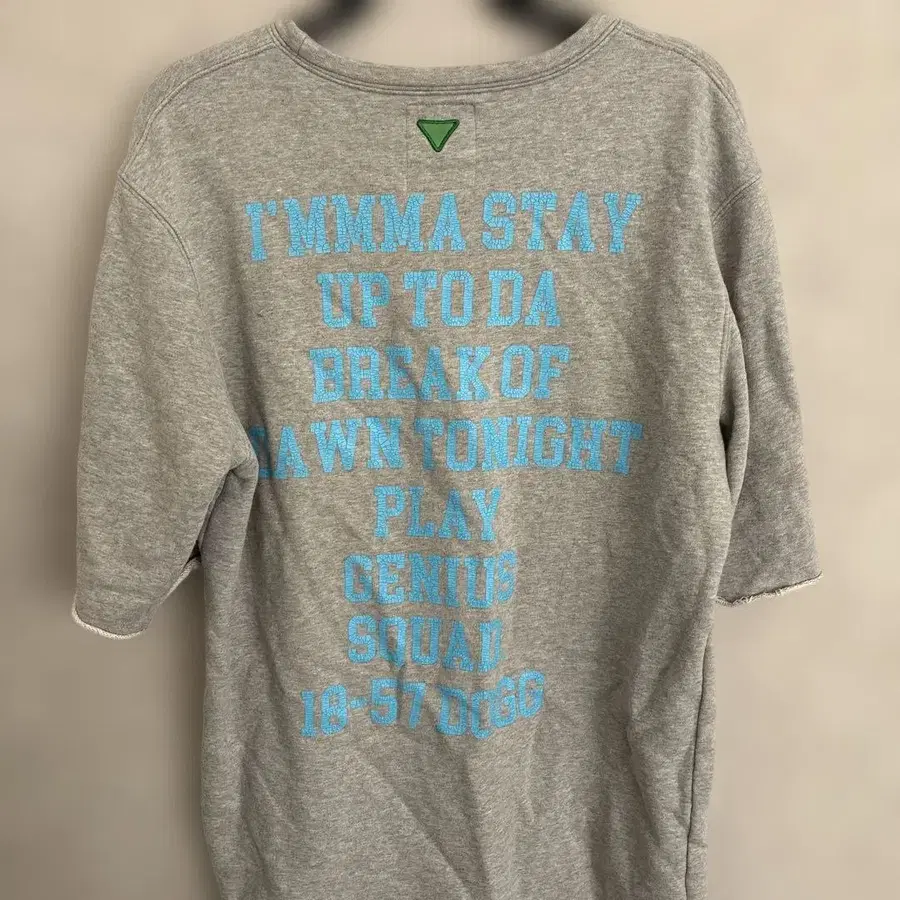 I'MMMA STAY
UP TO DA
BREAK OF
DAWN TONIGHT
PLAY
GENIUS
SQUAD
18-57 DOGG